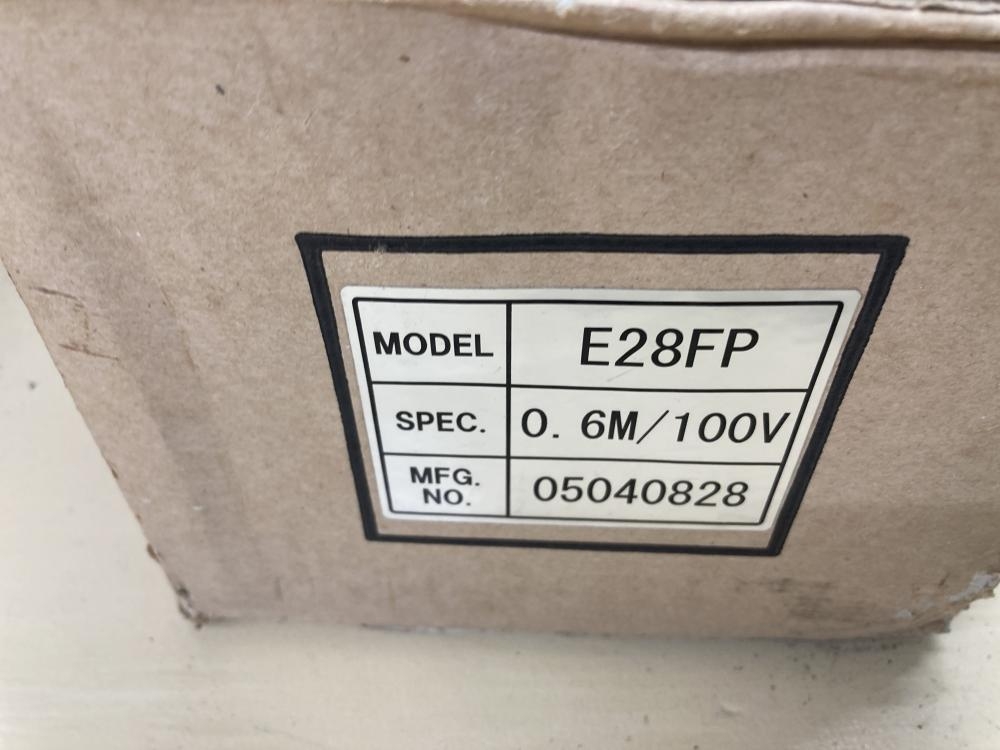 MODEL E28FP
SPEC. 0. 6M/100V
MFG.
NO. 05040828